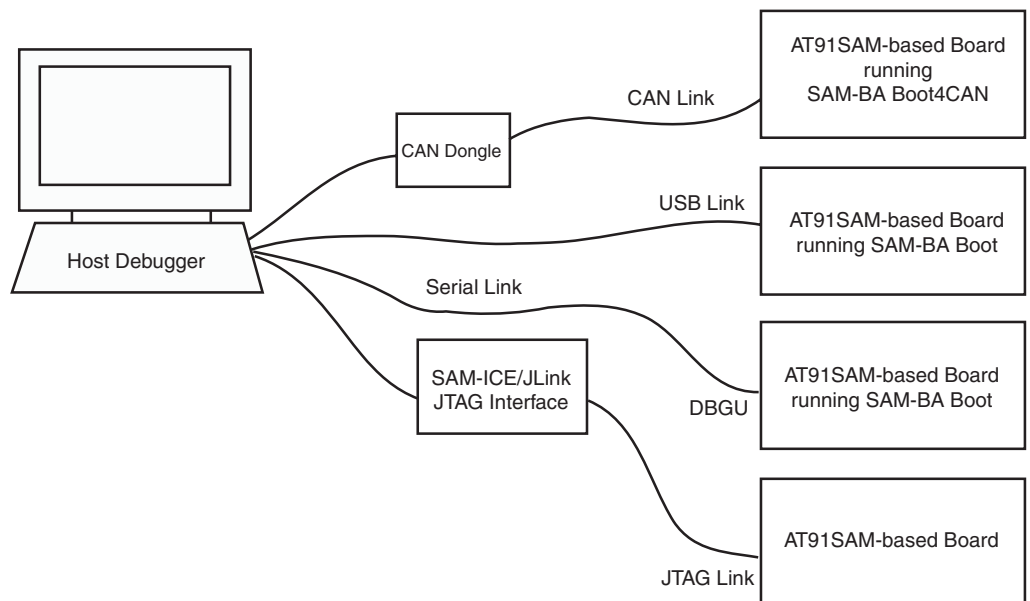 AT91SAM-based Board
running
SAM-BA Boot4CAN
CAN Link
CAN Dongle
USB Link
AT91SAM-based Board
running SAM-BA Boot
Host Debugger
Serial Link
SAM-ICE/JLink
JTAG Interface
AT91SAM-based Board
running SAM-BA Boot
DBGU
AT91SAM-based Board
JTAG Link